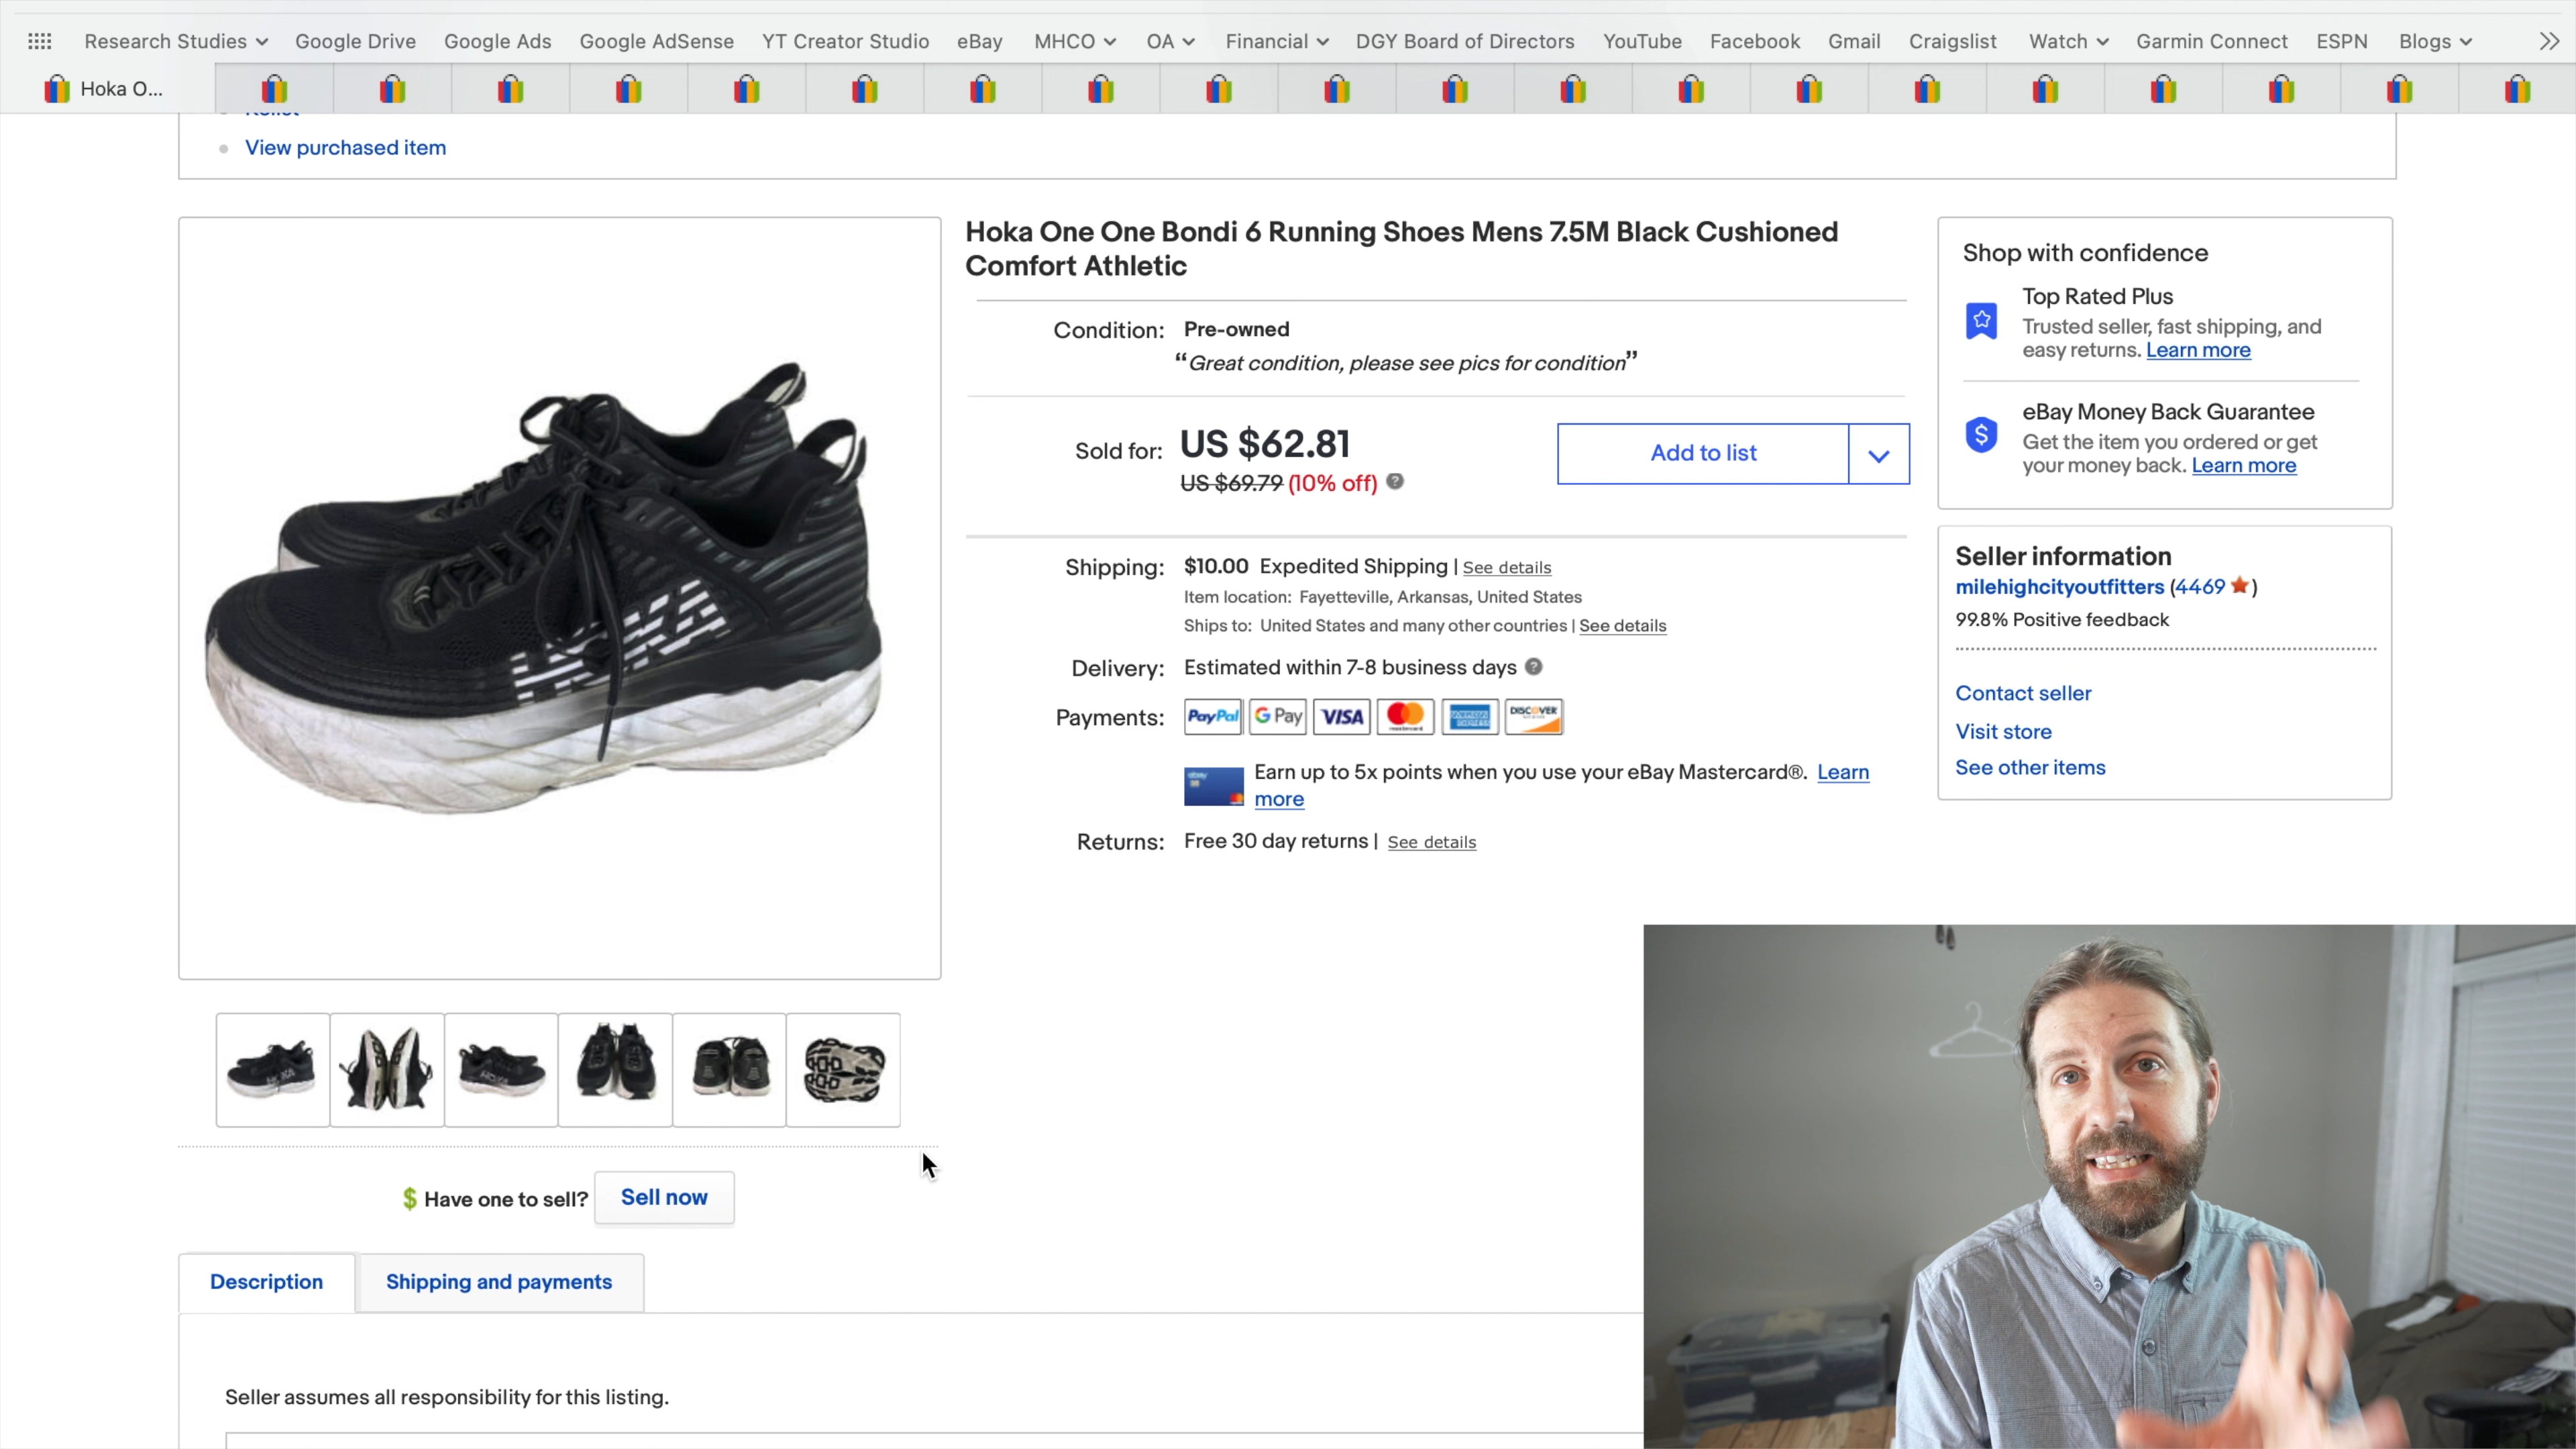 Research Studies Google Drive Google Ads Google AdSense YT Creator Studio eBay MHCO OA Financial DGY Board of Directors YouTube Facebook Gmail Craigslist Watch Garmin Connect ESPN Blogs
Hoka O...
Relist
View purchased item
Hoka One One Bondi 6 Running Shoes Mens 7.5M Black Cushioned
Comfort Athletic
Condition: Pre-owned
“Great condition, please see pics for condition”
Sold for: US $62.81
US $69.79 (10% off)
Add to list
Shipping: $10.00 Expedited Shipping | See details
Item location: Fayetteville, Arkansas, United States
Ships to: United States and many other countries | See details
Delivery: Estimated within 7-8 business days
Payments: PayPal G Pay VISA mastercard AMERICAN EXPRESS DISCOVER
ebay
Earn up to 5x points when you use your eBay Mastercard®. Learn
more
Returns: Free 30 day returns | See details
Shop with confidence
Top Rated Plus
Trusted seller, fast shipping, and
easy returns. Learn more
eBay Money Back Guarantee
Get the item you ordered or get
your money back. Learn more
Seller information
milehighcityoutfitters (4469)
99.8% Positive feedback
Contact seller
Visit store
See other items
HOKA
$ Have one to sell? Sell now
Description Shipping and payments
Seller assumes all responsibility for this listing.